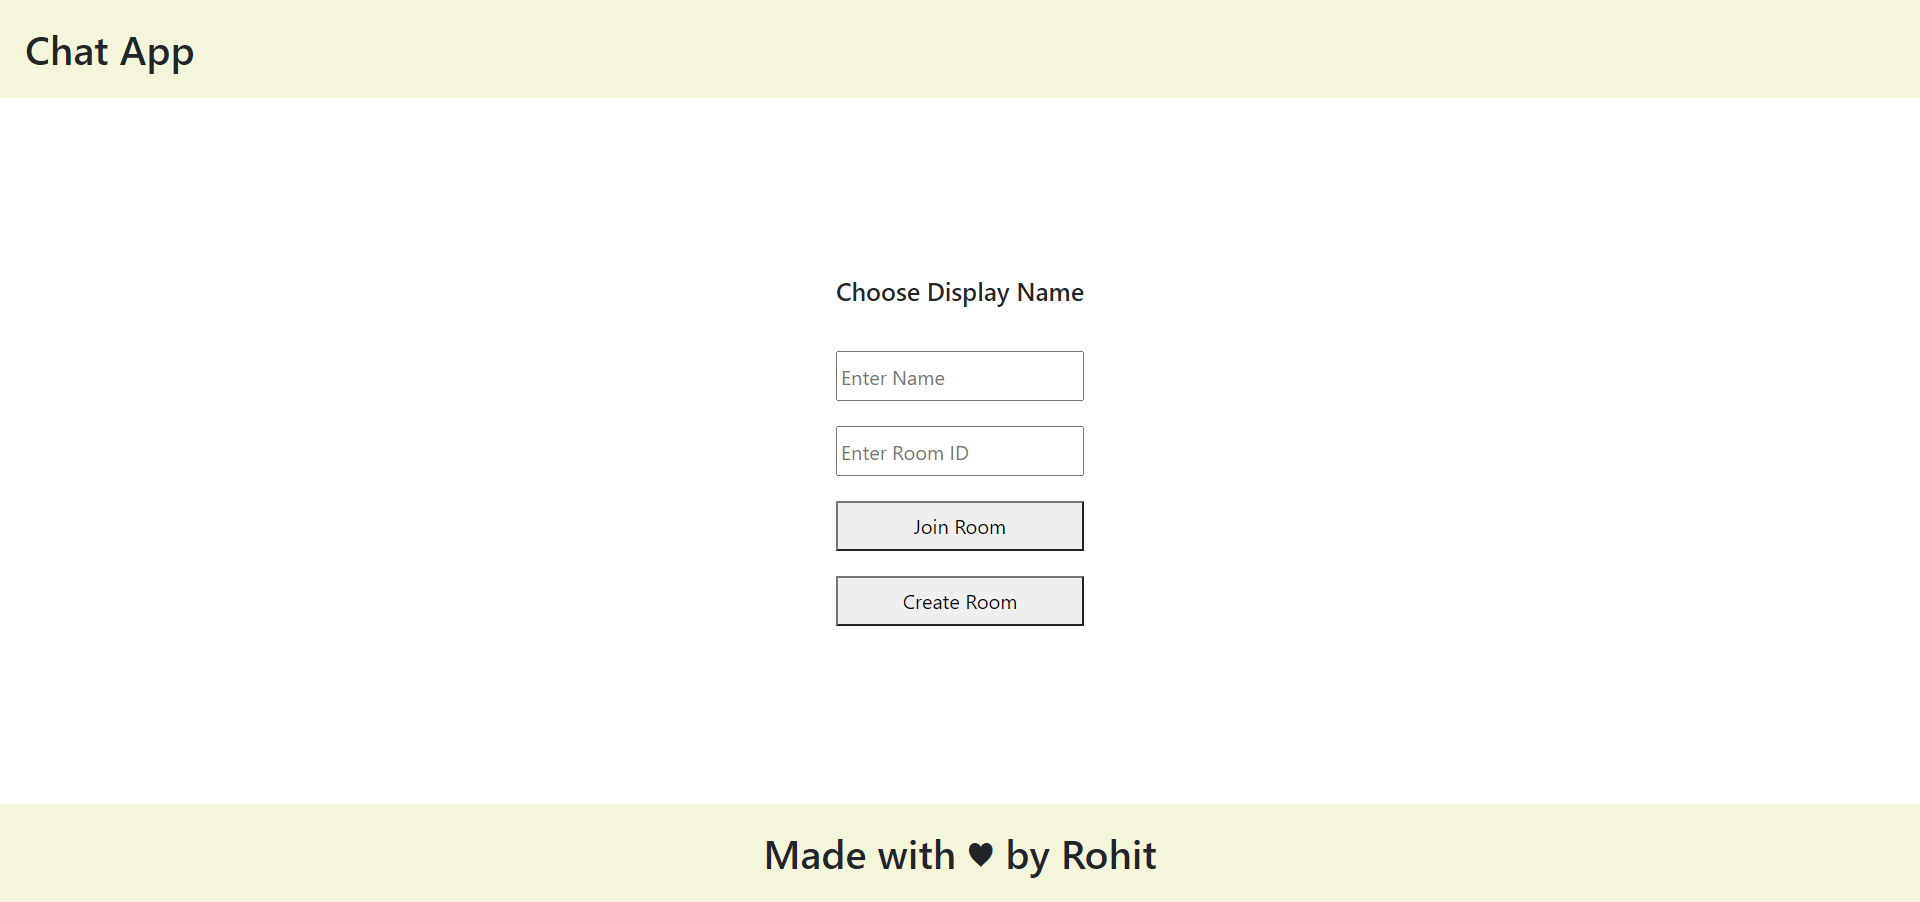 Chat App
Choose Display Name
Enter Name
Enter Room ID
Join Room
Create Room
Made with ♥ by Rohit